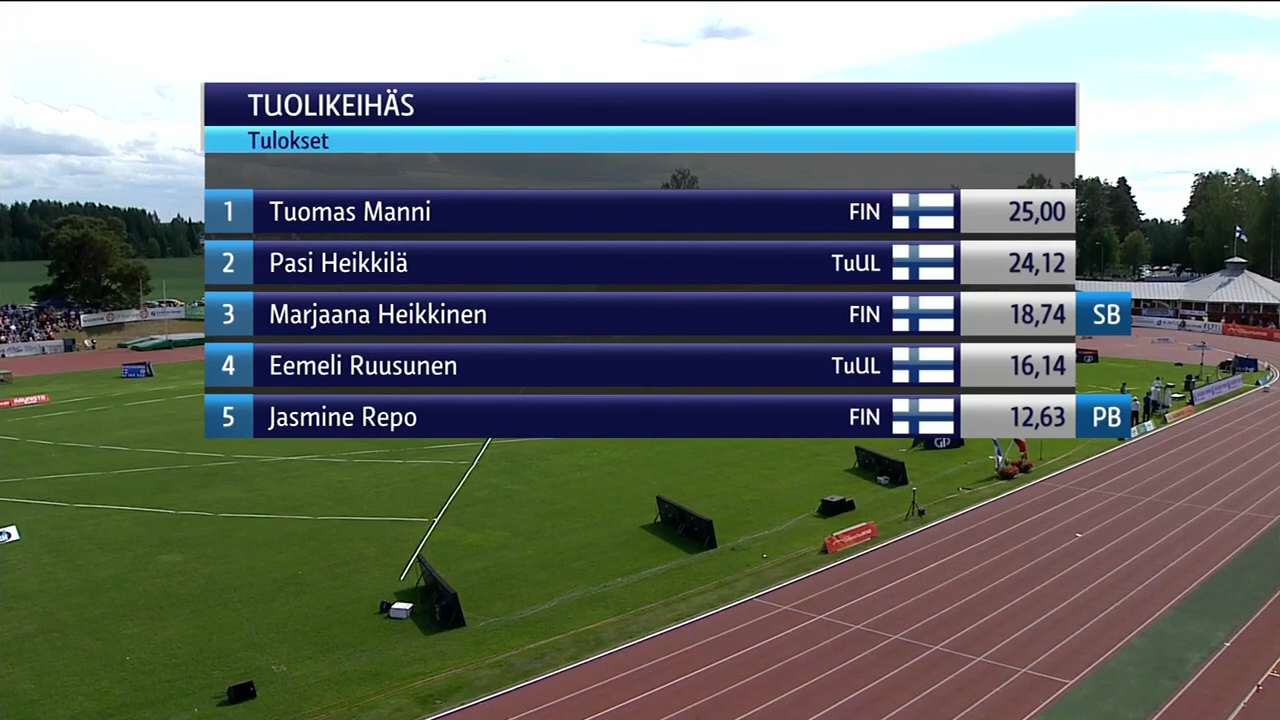 TUOLIKEIHÄS
Tulokset
1 Tuomas Manni FIN 25,00
2 Pasi Heikkilä TuUL 24,12
3 Marjaana Heikkinen FIN 18,74 SB
4 Eemeli Ruusunen TuUL 16,14
5 Jasmine Repo FIN 12,63 PB
GP